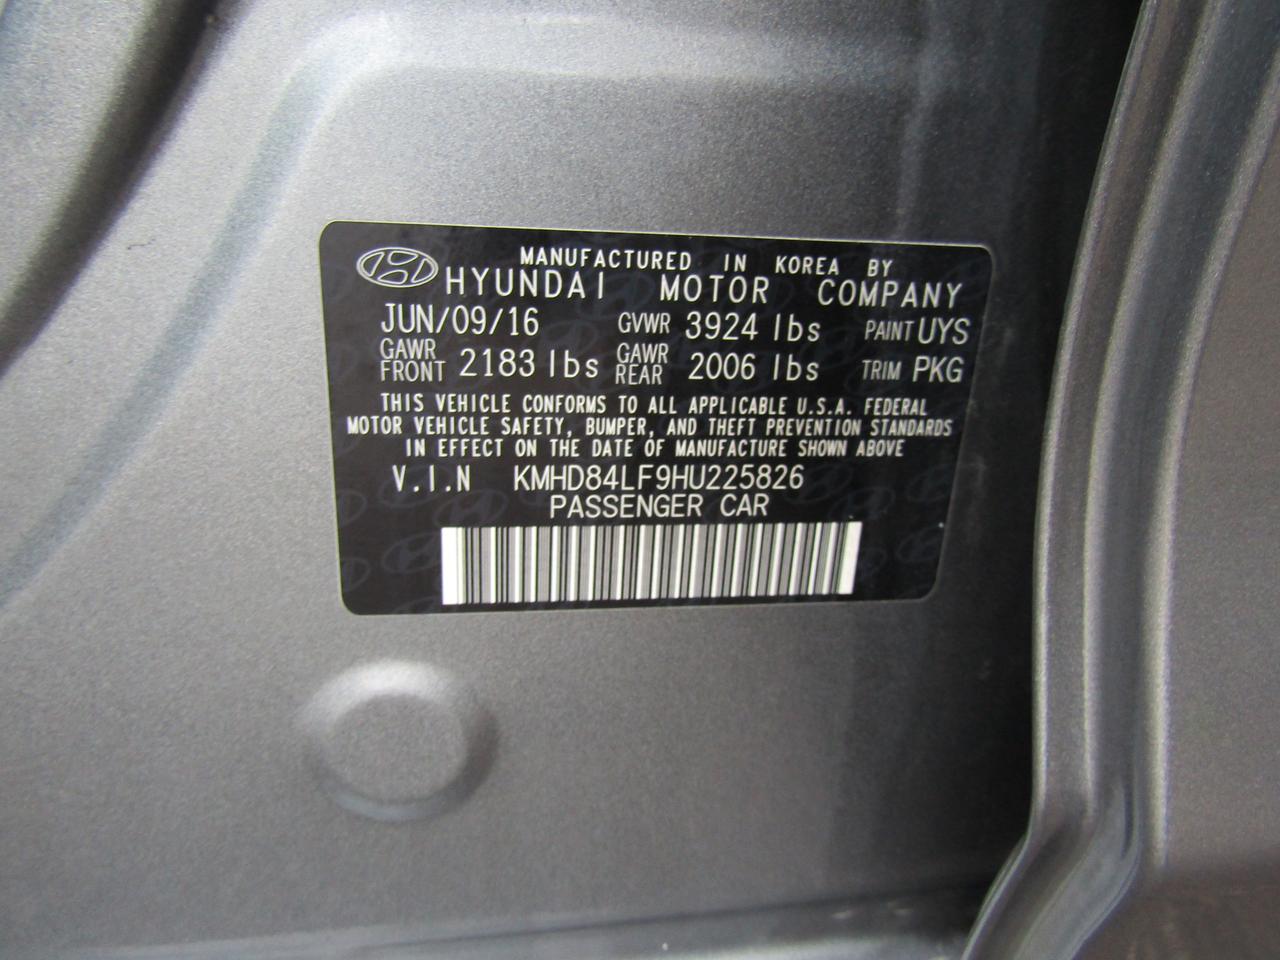 MANUFACTURED IN KOREA BY
HYUNDAI MOTOR COMPANY
JUN/09/16 GVWR 3924 lbs PAINT UYS
GAWR FRONT 2183 lbs GAWR REAR 2006 lbs TRIM PKG
THIS VEHICLE CONFORMS TO ALL APPLICABLE U.S.A. FEDERAL
MOTOR VEHICLE SAFETY, BUMPER, AND THEFT PREVENTION STANDARDS
IN EFFECT ON THE DATE OF MANUFACTURE SHOWN ABOVE
V.I.N KMHD84LF9HU225826
PASSENGER CAR